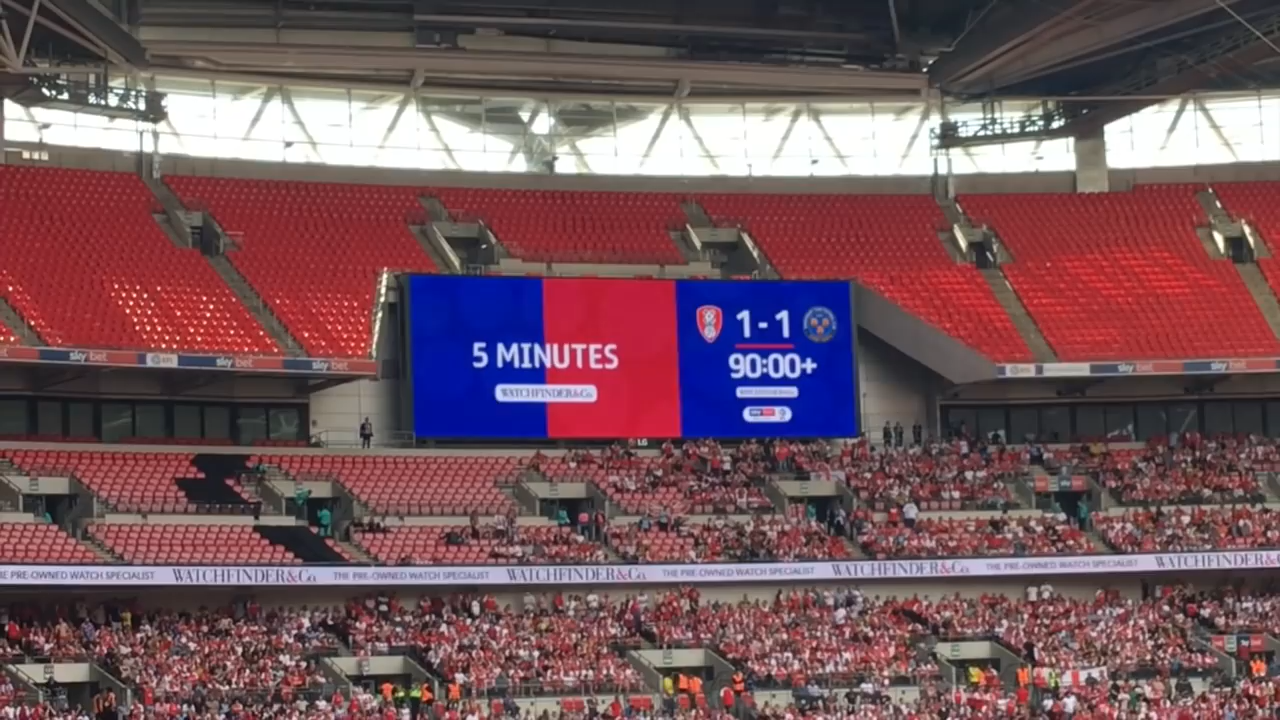 5 MINUTES
WATCHFINDER&Co.
1 - 1
90:00+
LG
sky bet
sky bet
EFL
sky bet
sky bet
sky bet
THE PRE-OWNED WATCH SPECIALIST WATCHFINDER&Co. THE PRE-OWNED WATCH SPECIALIST WATCHFINDER&Co. THE PRE-OWNED WATCH SPECIALIST WATCHFINDER&Co. THE PRE-OWNED WATCH SPECIALIST WATCHFINDER&